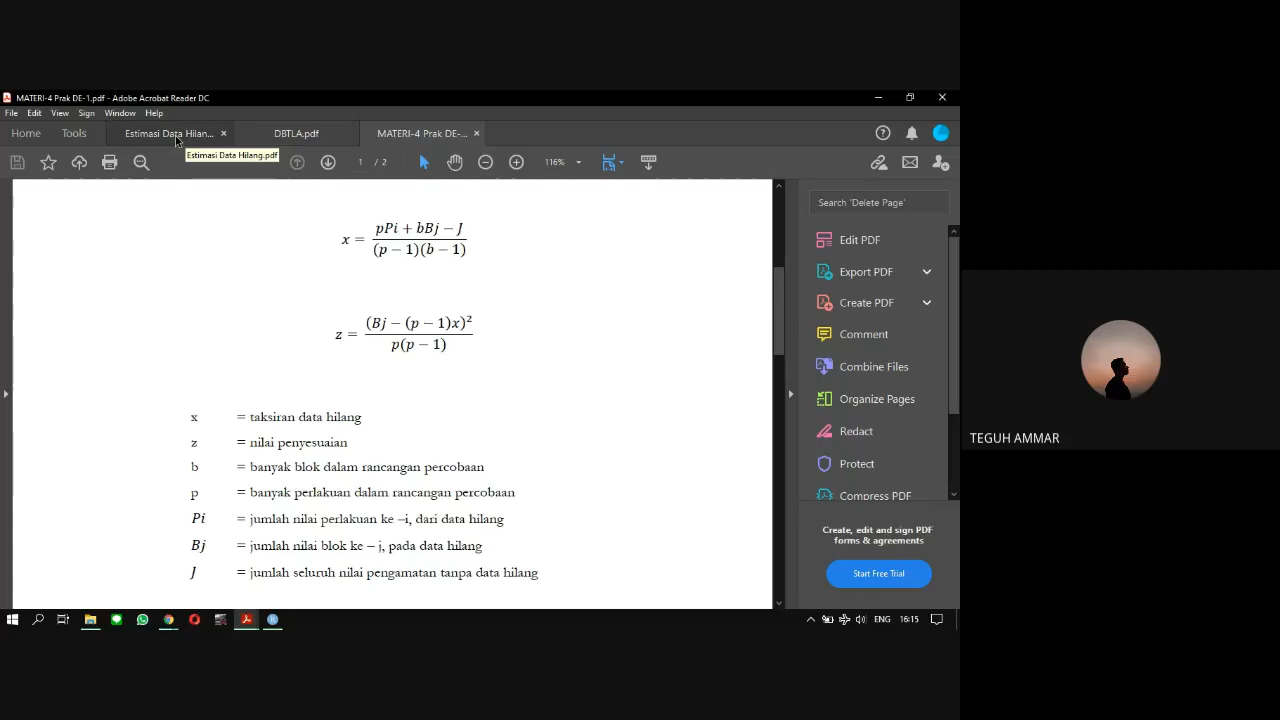 MATERI-4 Prak DE-1.pdf - Adobe Acrobat Reader DC
File Edit View Sign Window Help
Home Tools Estimasi Data Hilan... × DBTLA.pdf MATERI-4 Prak DE-... ×
Estimasi Data Hilang.pdf
1 / 2 116%
x = (pPi + bBj − J) / ((p − 1)(b − 1))
z = (Bj − (p − 1)x)² / (p(p − 1))
x = taksiran data hilang
z = nilai penyesuaian
b = banyak blok dalam rancangan percobaan
p = banyak perlakuan dalam rancangan percobaan
Pi = jumlah nilai perlakuan ke –i, dari data hilang
Bj = jumlah nilai blok ke – j, pada data hilang
J = jumlah seluruh nilai pengamatan tanpa data hilang
Search 'Delete Page'
Edit PDF
Export PDF
Create PDF
Comment
Combine Files
Organize Pages
Redact
Protect
Compress PDF
Create, edit and sign PDF
forms & agreements
Start Free Trial
ENG 16:15
TEGUH AMMAR